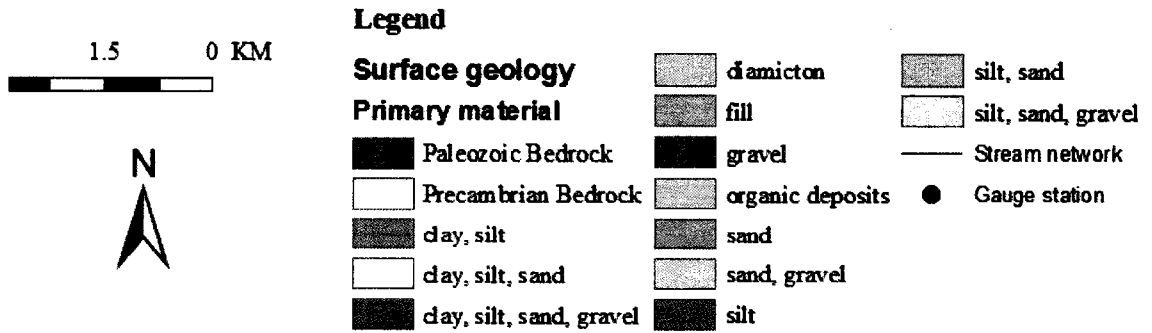 Legend
1.5 0 KM
Surface geology
Primary material
Paleozoic Bedrock
Precambrian Bedrock
clay, silt
clay, silt, sand
clay, silt, sand, gravel
diamicton
fill
gravel
organic deposits
sand
sand, gravel
silt
silt, sand
silt, sand, gravel
Stream network
Gauge station
N